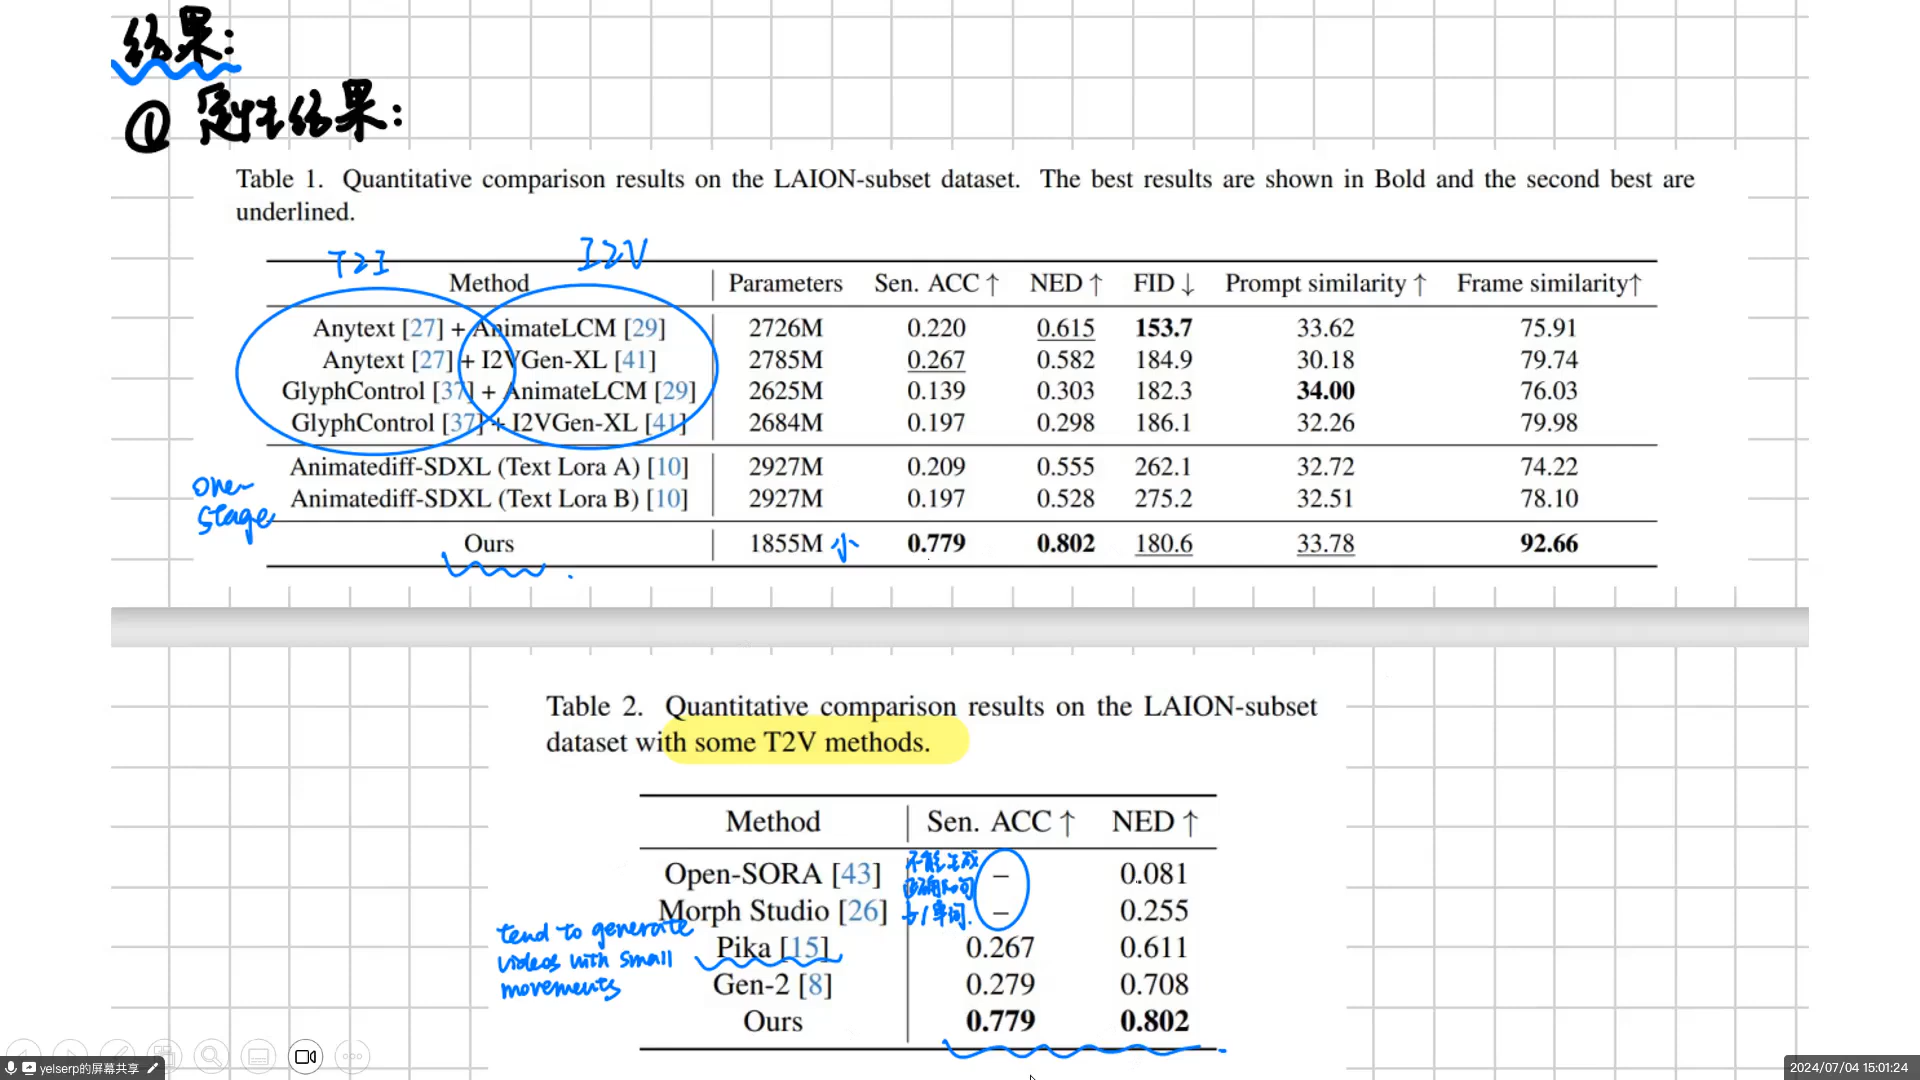 结果:
① 定性结果:
Table 1. Quantitative comparison results on the LAION-subset dataset. The best results are shown in Bold and the second best are
underlined.
T2I I2V
Method Parameters Sen. ACC ↑ NED ↑ FID ↓ Prompt similarity ↑ Frame similarity↑
Anytext [27] + AnimateLCM [29] 2726M 0.220 0.615 153.7 33.62 75.91
Anytext [27] + I2VGen-XL [41] 2785M 0.267 0.582 184.9 30.18 79.74
GlyphControl [37] + AnimateLCM [29] 2625M 0.139 0.303 182.3 34.00 76.03
GlyphControl [37] + I2VGen-XL [41] 2684M 0.197 0.298 186.1 32.26 79.98
Animatediff-SDXL (Text Lora A) [10] 2927M 0.209 0.555 262.1 32.72 74.22
one-
Animatediff-SDXL (Text Lora B) [10] 2927M 0.197 0.528 275.2 32.51 78.10
stage
Ours 1855M 小 0.779 0.802 180.6 33.78 92.66
Table 2. Quantitative comparison results on the LAION-subset
dataset with some T2V methods.
Method Sen. ACC ↑ NED ↑
不能生成
Open-SORA [43] – 0.081
正确的句
Morph Studio [26] – 0.255
单词.
tend to generate
Pika [15] 0.267 0.611
videos with small
Gen-2 [8] 0.279 0.708
movements
Ours 0.779 0.802
yelserp的屏幕共享
2024/07/04 15:01:24